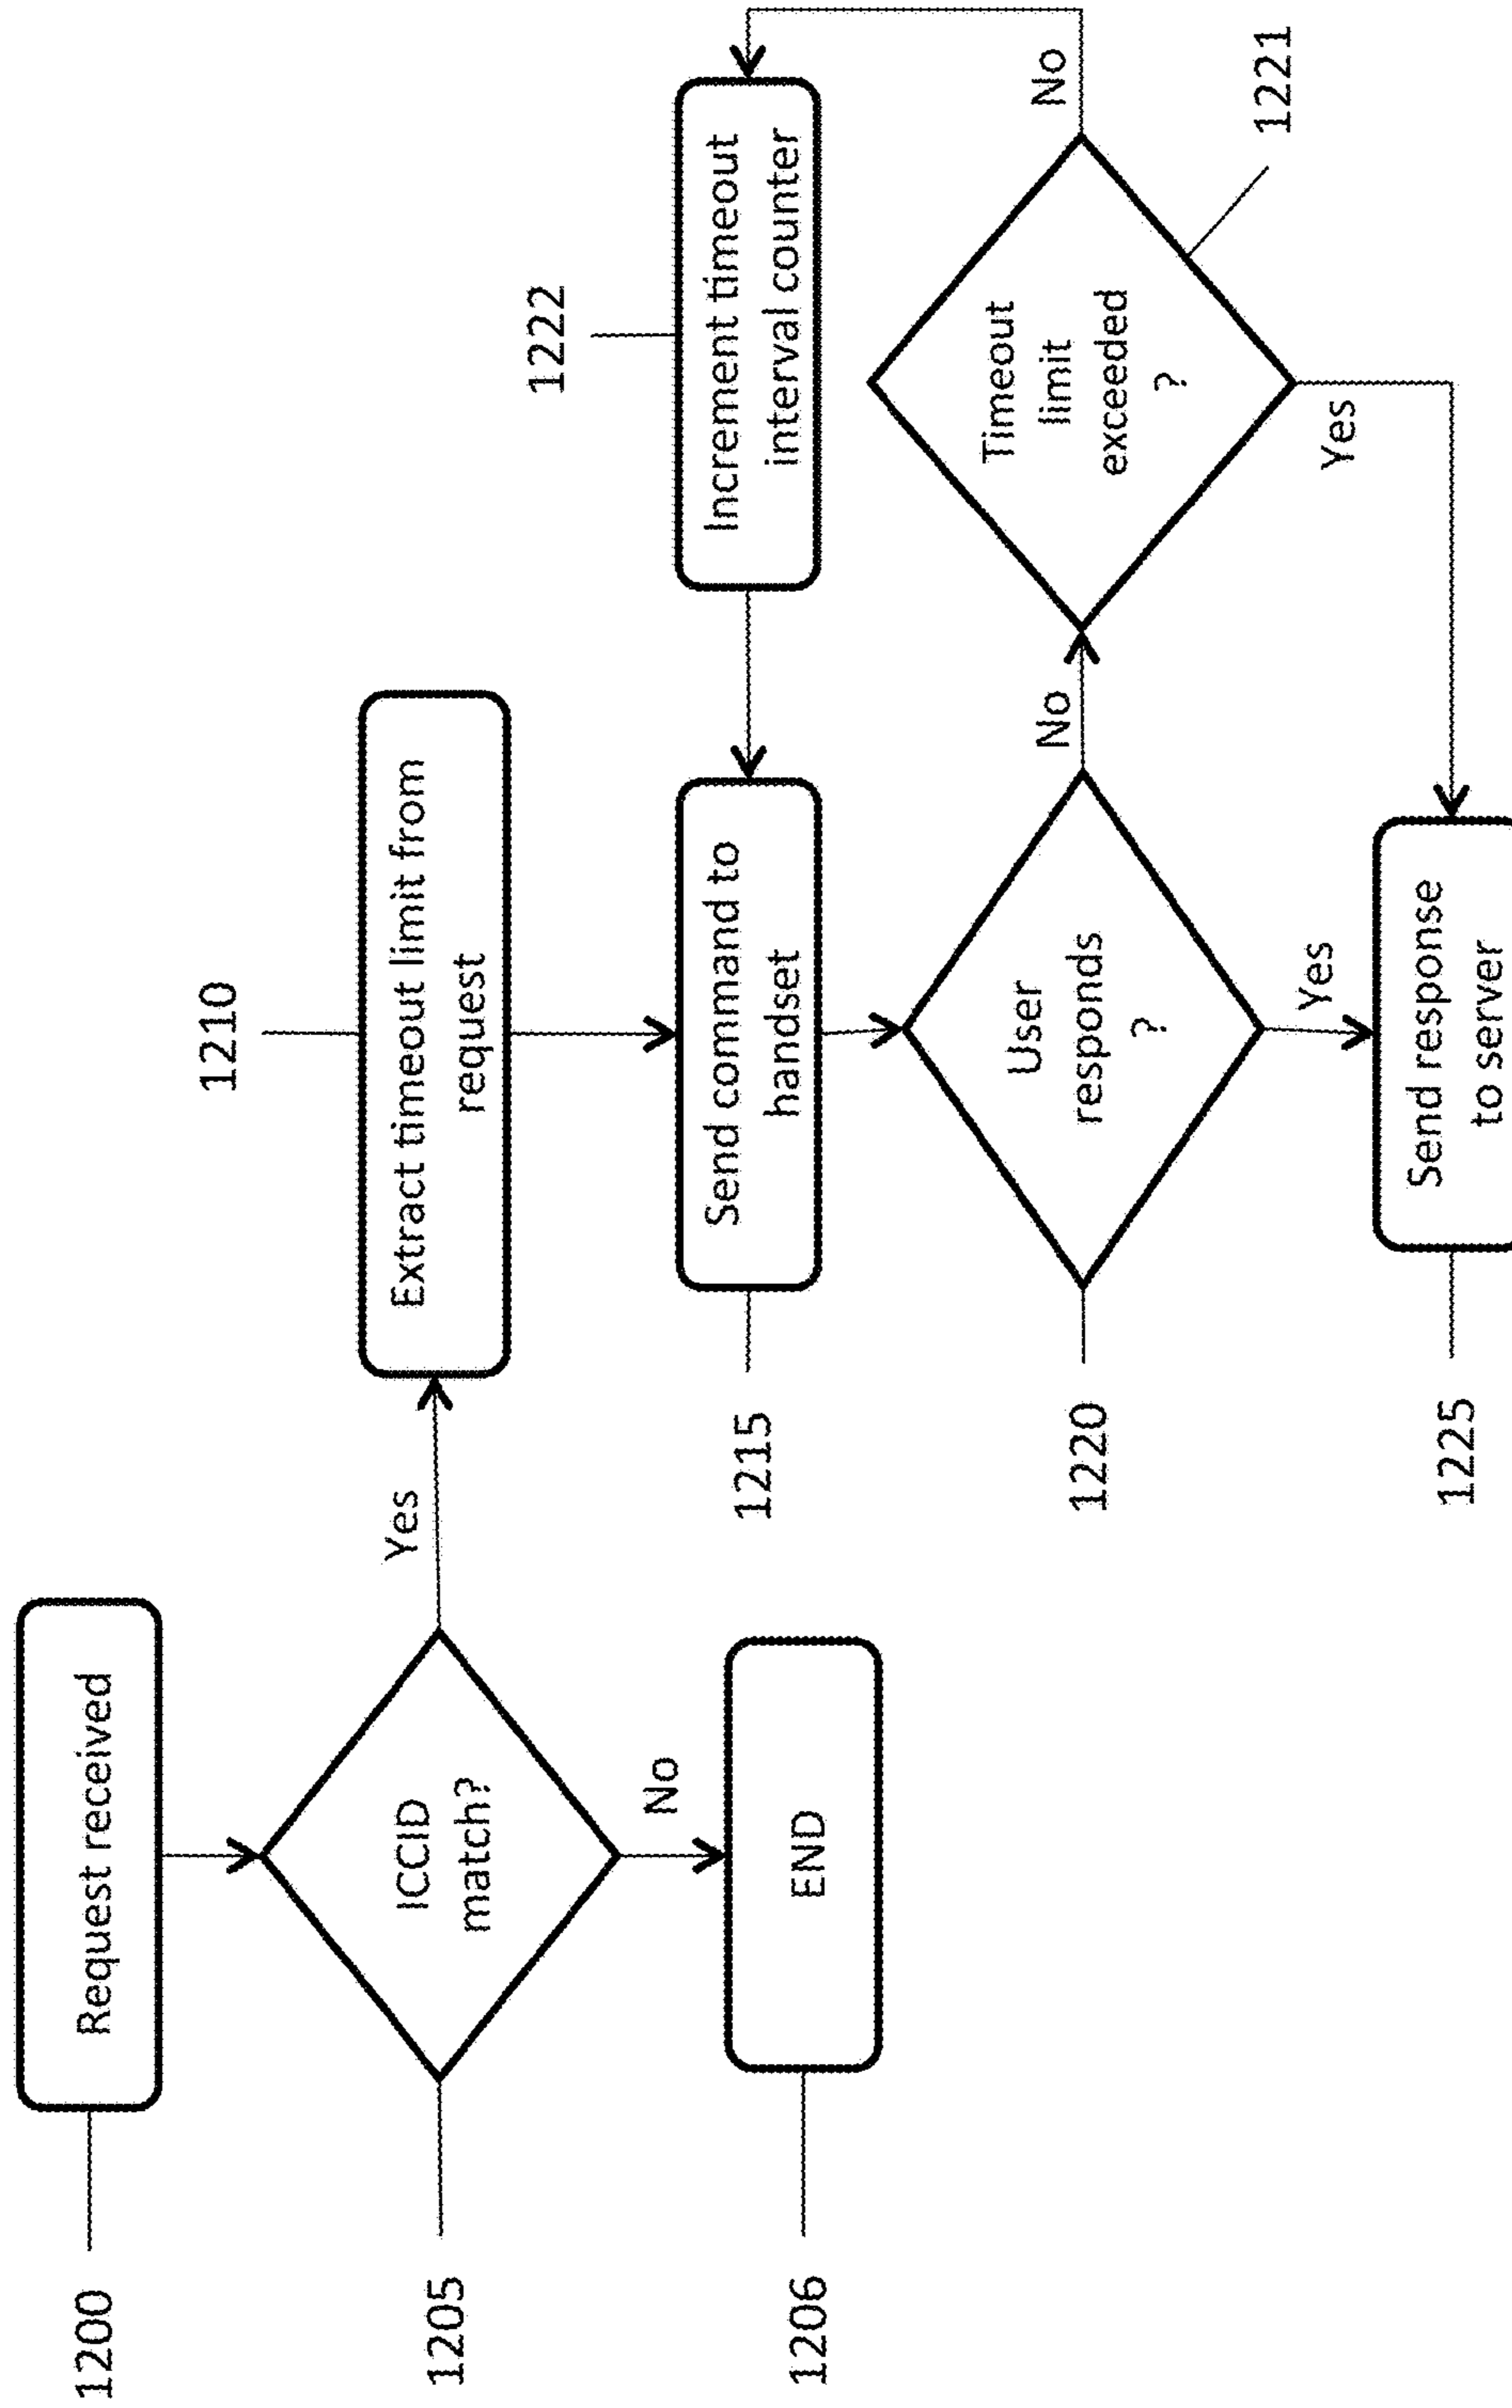 1200
Request received
1205
ICCID
match?
Yes
No
1206
END
1210
Extract timeout limit from
request
1215
Send command to
handset
1222
Increment timeout
interval counter
1220
User
responds
?
No
Yes
Timeout
limit
exceeded
?
No
1221
Yes
1225
Send response
to server